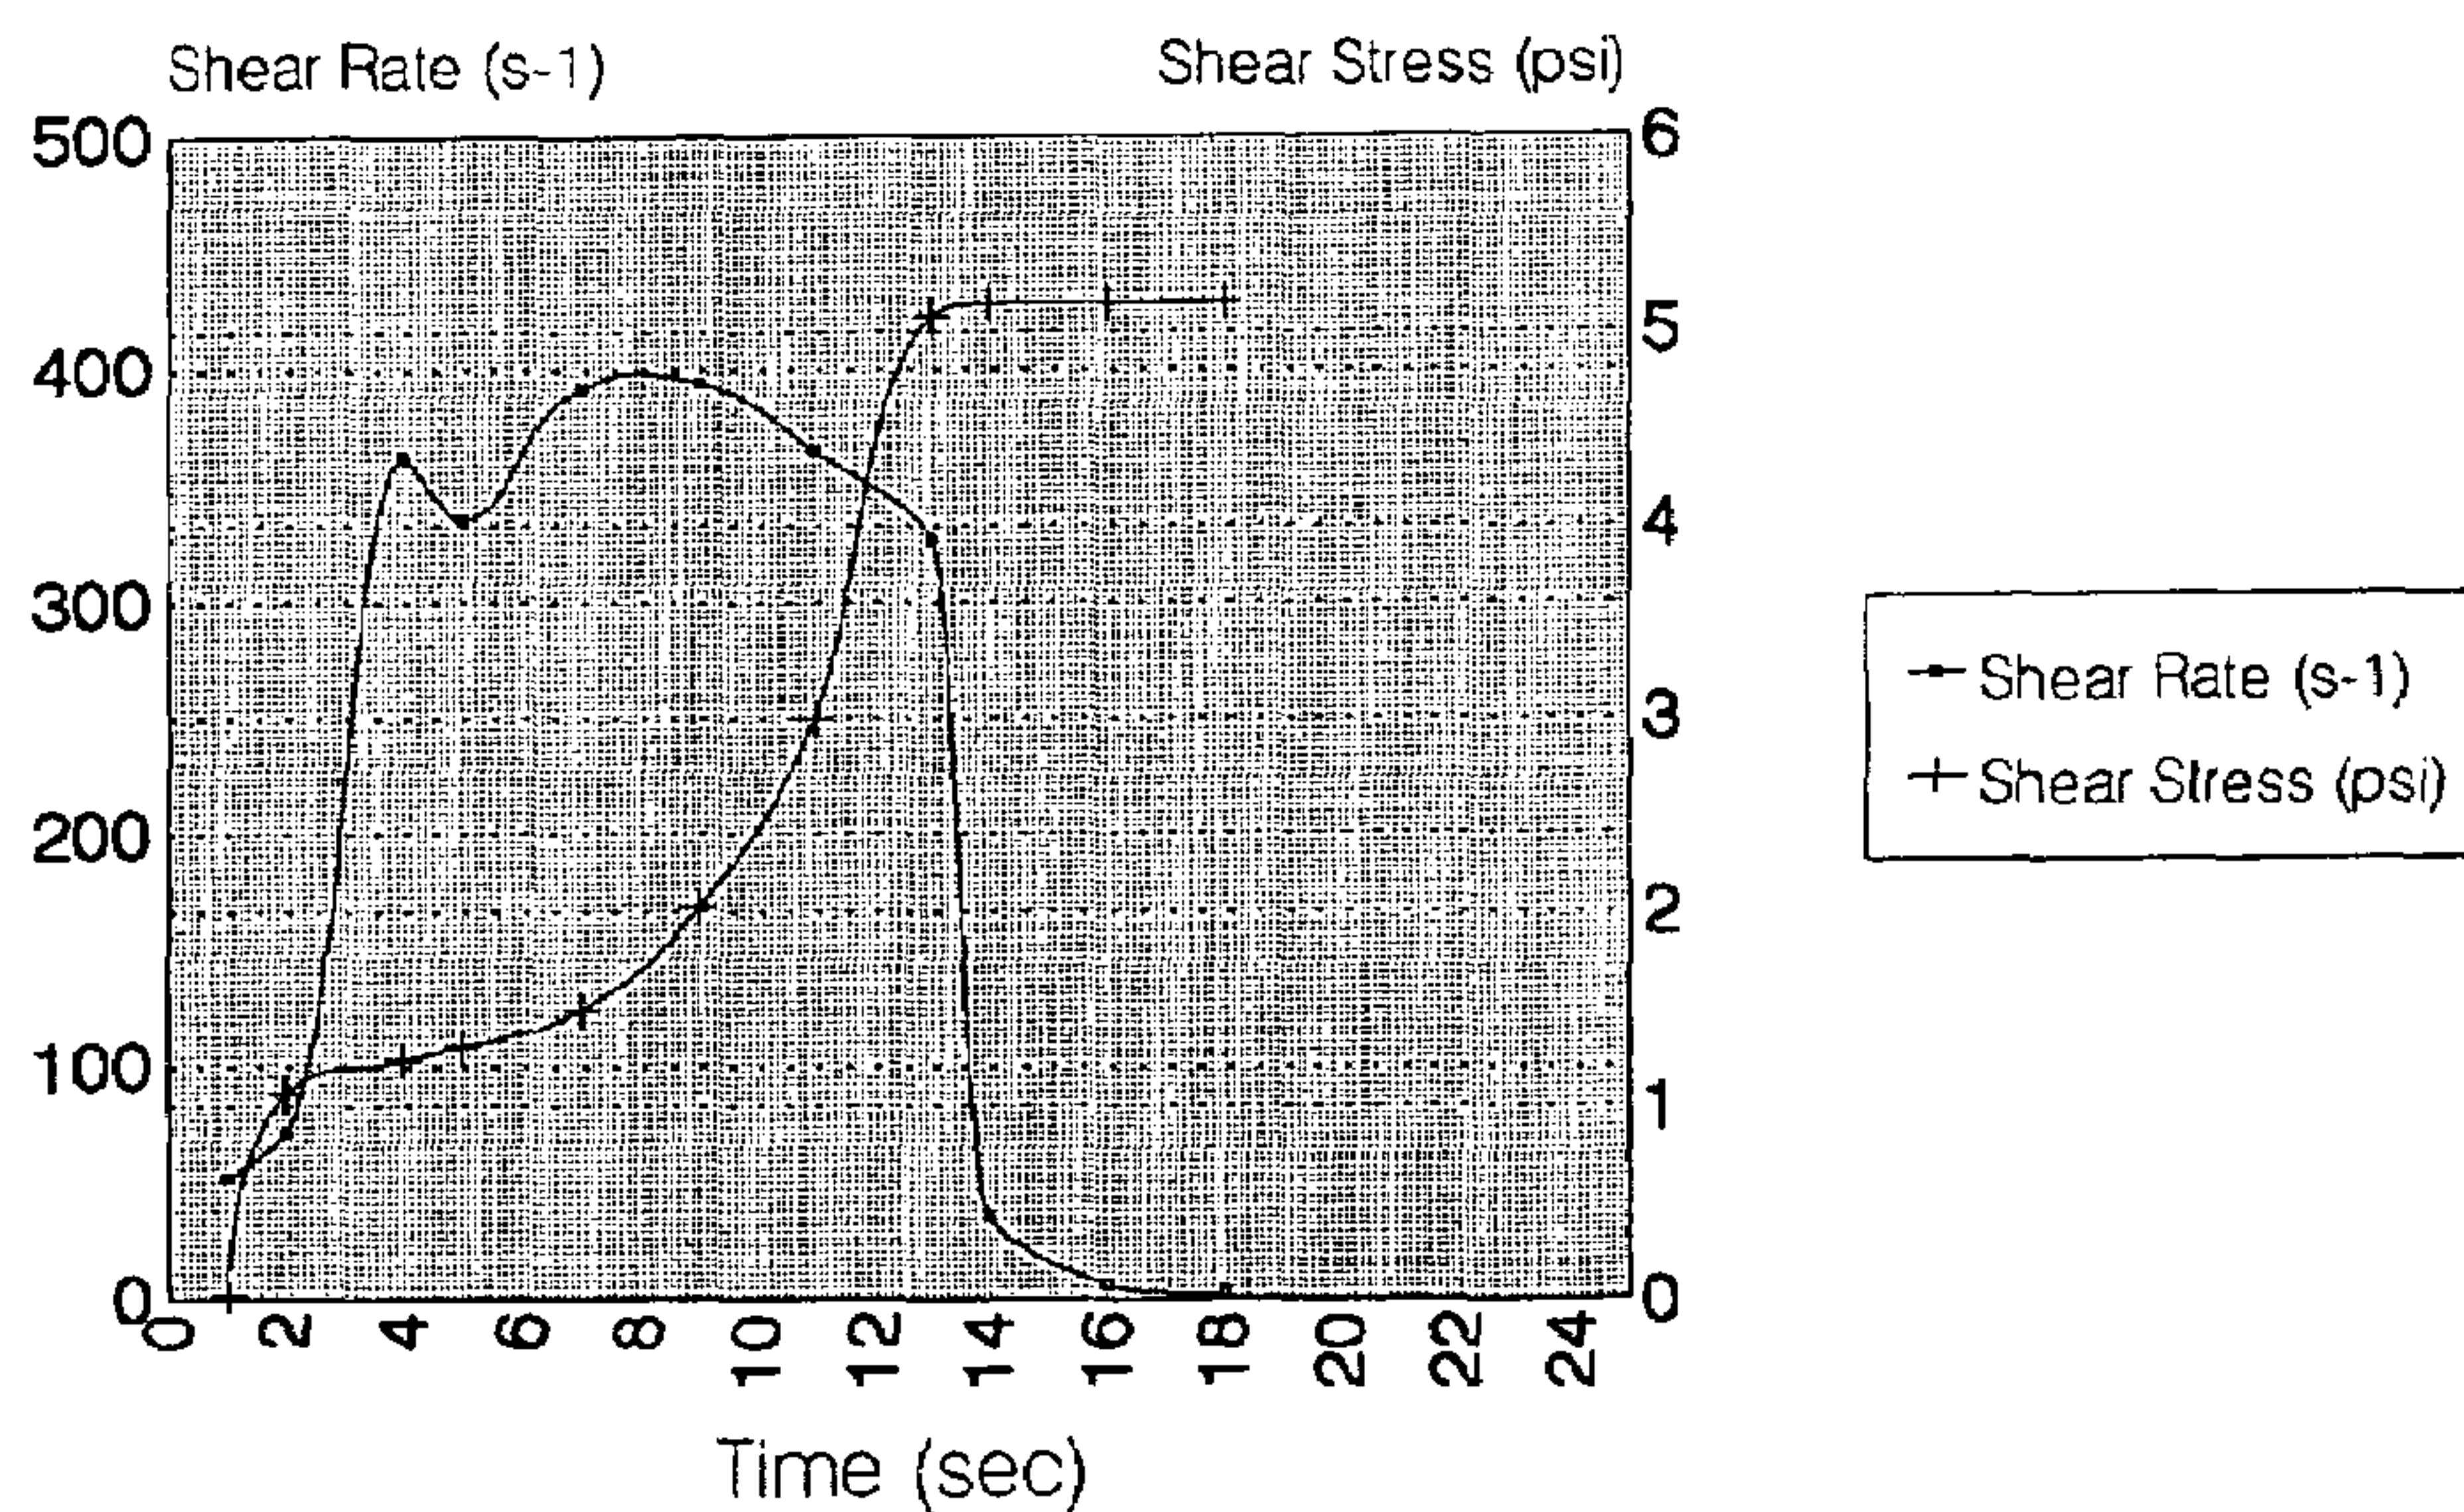 Shear Rate (s-1)
Shear Stress (psi)
500
400
300
200
100
0
6
5
4
3
2
1
0
0 2 4 6 8 10 12 14 16 18 20 22 24
Time (sec)
Shear Rate (s-1)
Shear Stress (psi)